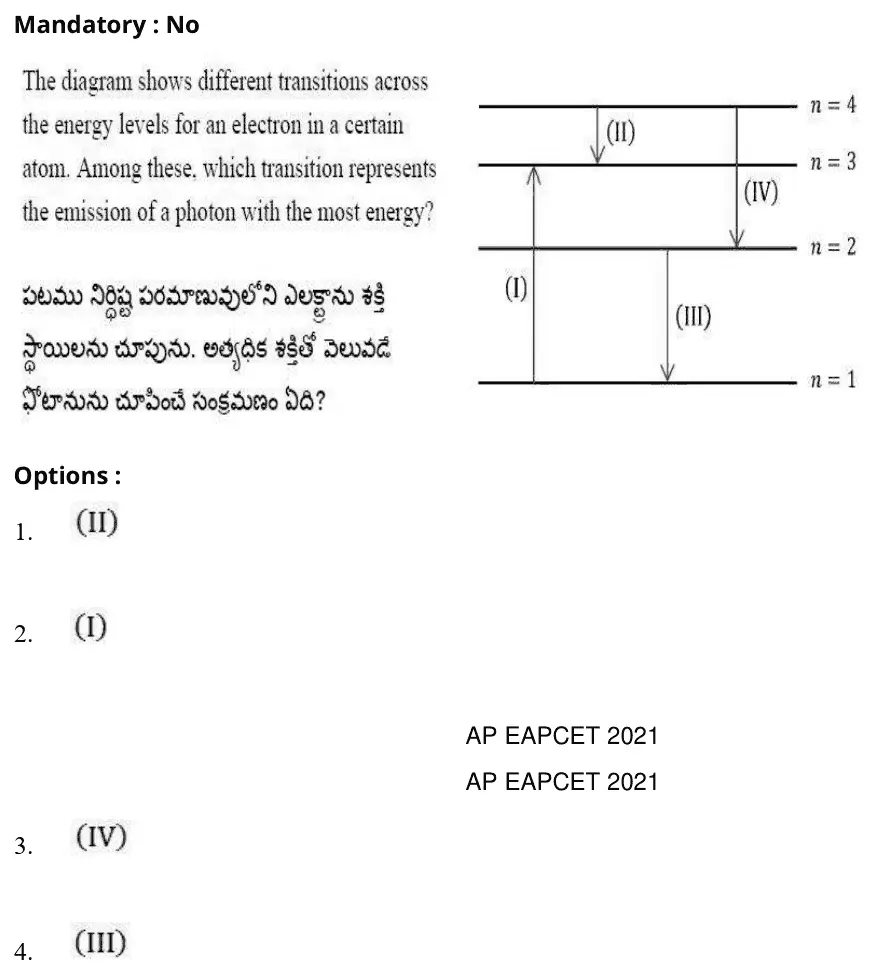 Mandatory : No
The diagram shows different transitions across
the energy levels for an electron in a certain
atom. Among these, which transition represents
the emission of a photon with the most energy?
పటము నిర్ధిష్ట పరమాణువులోని ఎలక్ట్రాను శక్తి
స్థాయిలను చూపును. అత్యధిక శక్తితో వెలువడే
ఫోటానును చూపించే సంక్రమణం ఏది?
n = 4
(II)
n = 3
(IV)
n = 2
(I)
(III)
n = 1
Options :
1. (II)
2. (I)
AP EAPCET 2021
AP EAPCET 2021
3. (IV)
4. (III)